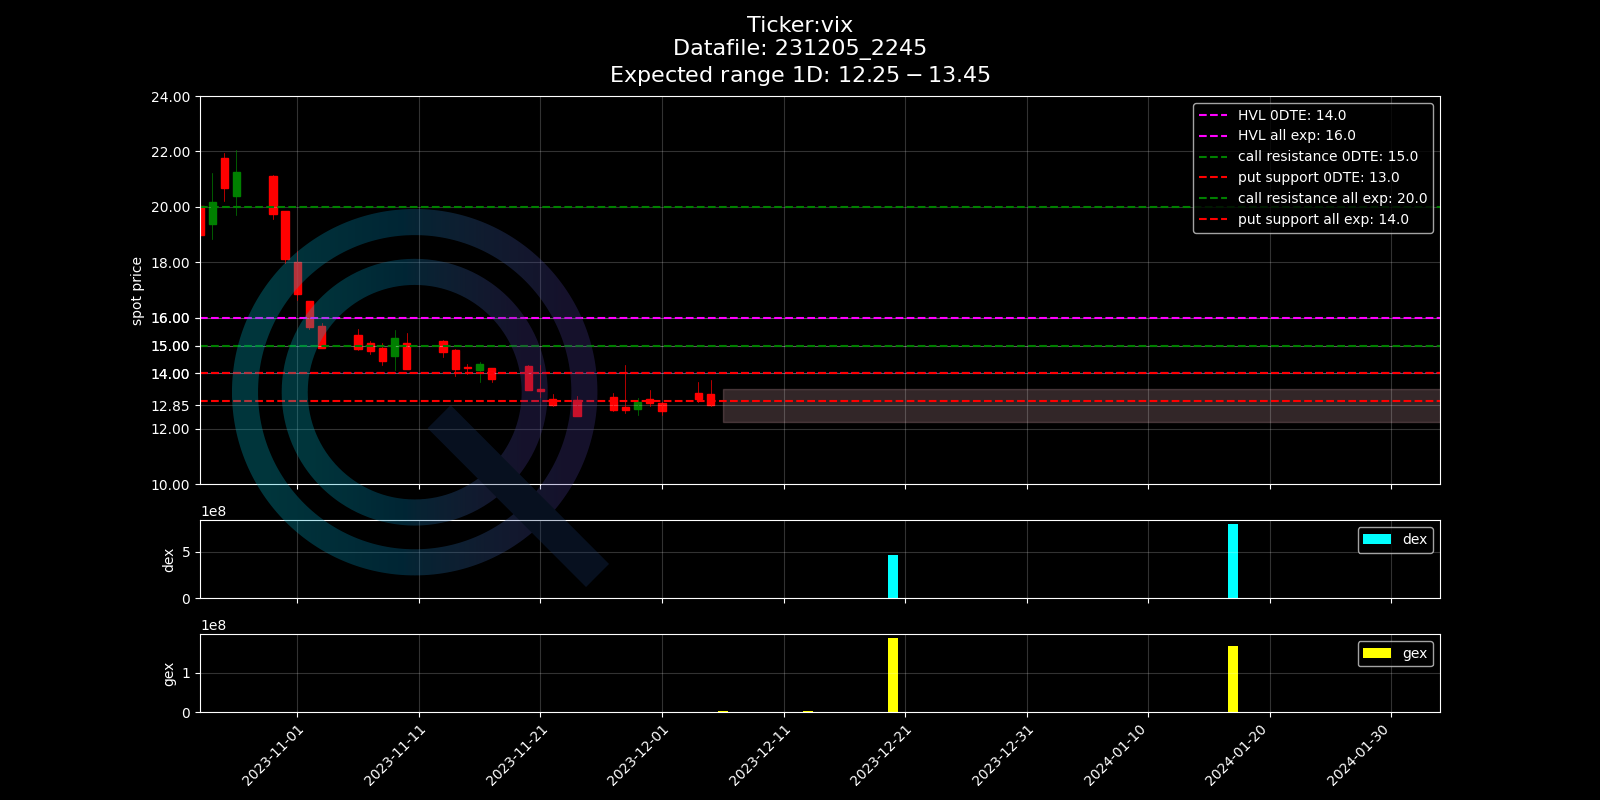 Ticker:vix
Datafile: 231205_2245
Expected range 1D: 12.25 − 13.45
24.00
22.00
20.00
18.00
16.00
15.00
14.00
12.85
12.00
10.00
spot price
HVL 0DTE: 14.0
HVL all exp: 16.0
call resistance 0DTE: 15.0
put support 0DTE: 13.0
call resistance all exp: 20.0
put support all exp: 14.0
1e8
5
0
dex
dex
1e8
1
0
gex
gex
2023-11-01
2023-11-11
2023-11-21
2023-12-01
2023-12-11
2023-12-21
2023-12-31
2024-01-10
2024-01-20
2024-01-30